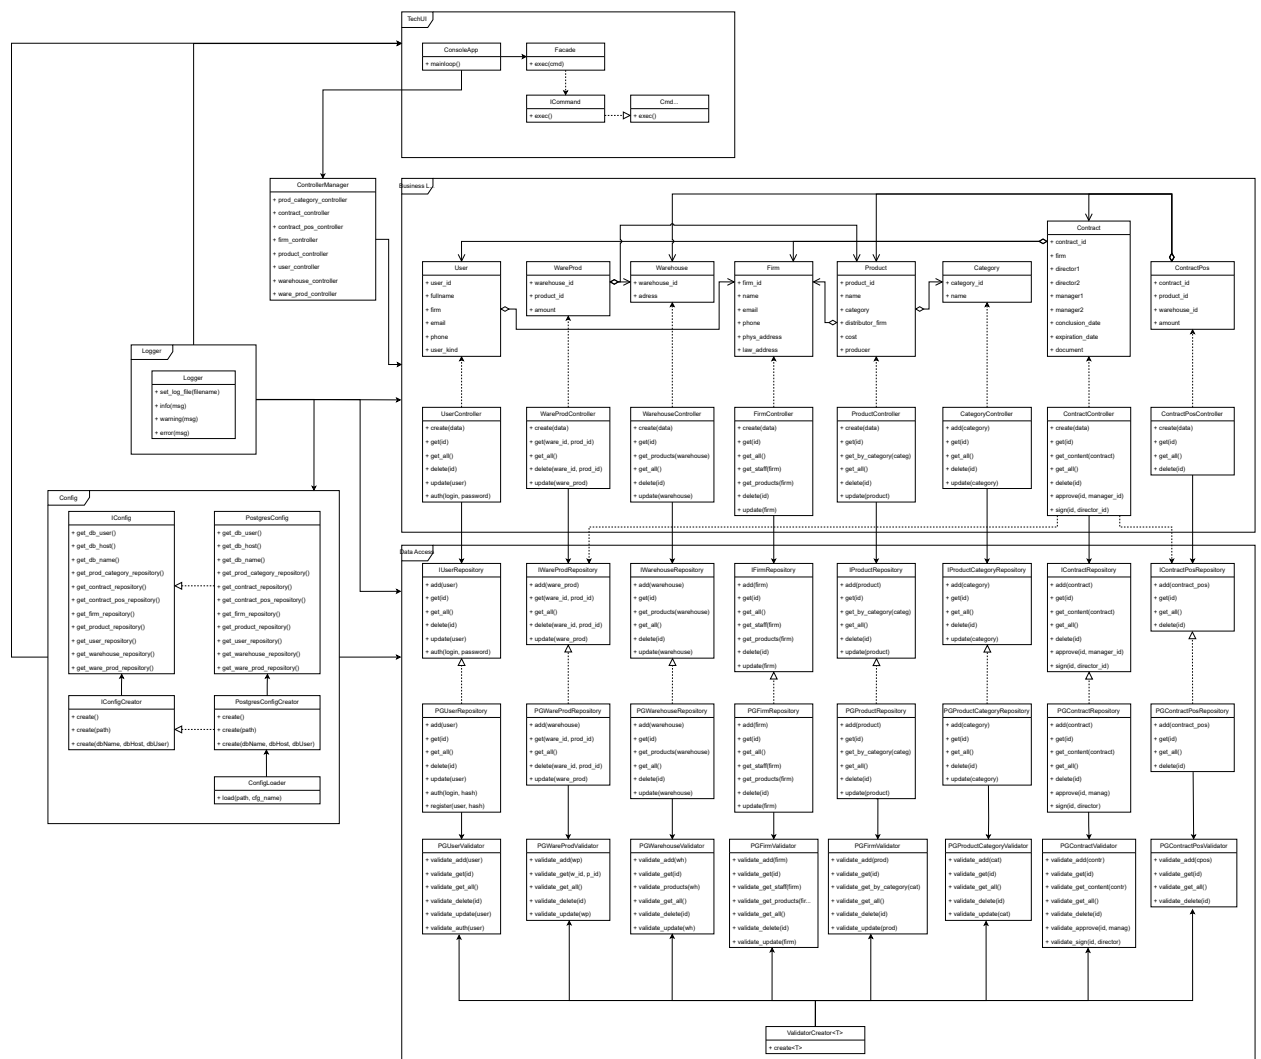 TechUI
ConsoleApp
+ mainloop()
Facade
+ exec(cmd)
ICommand
+ exec()
Cmd...
+ exec()
ControllerManager
+ prod_category_controller
+ contract_controller
+ contract_pos_controller
+ firm_controller
+ product_controller
+ user_controller
+ warehouse_controller
+ ware_prod_controller
Business L...
User
+ user_id
+ fullname
+ firm
+ email
+ phone
+ user_kind
WareProd
+ warehouse_id
+ product_id
+ amount
Warehouse
+ warehouse_id
+ adress
Firm
+ firm_id
+ name
+ email
+ phone
+ phys_address
+ law_address
Product
+ product_id
+ name
+ category
+ distributor_firm
+ cost
+ producer
Category
+ category_id
+ name
Contract
+ contract_id
+ firm
+ director1
+ director2
+ manager1
+ manager2
+ conclusion_date
+ expiration_date
+ document
ContractPos
+ contract_id
+ product_id
+ warehouse_id
+ amount
Logger
Logger
+ set_log_file(filename)
+ info(msg)
+ warning(msg)
+ error(msg)
UserController
+ create(data)
+ get(id)
+ get_all()
+ delete(id)
+ update(user)
+ auth(login, password)
WareProdController
+ create(data)
+ get(ware_id, prod_id)
+ get_all()
+ delete(ware_id, prod_id)
+ update(ware_prod)
WarehouseController
+ create(data)
+ get(id)
+ get_products(warehouse)
+ get_all()
+ delete(id)
+ update(warehouse)
FirmController
+ create(data)
+ get(id)
+ get_all()
+ get_staff(firm)
+ get_products(firm)
+ delete(id)
+ update(firm)
ProductController
+ create(data)
+ get(id)
+ get_by_category(categ)
+ get_all()
+ delete(id)
+ update(product)
CategoryController
+ add(category)
+ get(id)
+ get_all()
+ delete(id)
+ update(category)
ContractController
+ create(data)
+ get(id)
+ get_content(contract)
+ get_all()
+ delete(id)
+ approve(id, manager_id)
+ sign(id, director_id)
ContractPosController
+ create(data)
+ get(id)
+ get_all()
+ delete(id)
Config
IConfig
+ get_db_user()
+ get_db_host()
+ get_db_name()
+ get_prod_category_repository()
+ get_contract_repository()
+ get_contract_pos_repository()
+ get_firm_repository()
+ get_product_repository()
+ get_user_repository()
+ get_warehouse_repository()
+ get_ware_prod_repository()
PostgresConfig
+ get_db_user()
+ get_db_host()
+ get_db_name()
+ get_prod_category_repository()
+ get_contract_repository()
+ get_contract_pos_repository()
+ get_firm_repository()
+ get_product_repository()
+ get_user_repository()
+ get_warehouse_repository()
+ get_ware_prod_repository()
IConfigCreator
+ create()
+ create(path)
+ create(dbName, dbHost, dbUser)
PostgresConfigCreator
+ create()
+ create(path)
+ create(dbName, dbHost, dbUser)
ConfigLoader
+ load(path, cfg_name)
Data Access
IUserRepository
+ add(user)
+ get(id)
+ get_all()
+ delete(id)
+ update(user)
+ auth(login, password)
IWareProdRepository
+ add(ware_prod)
+ get(ware_id, prod_id)
+ get_all()
+ delete(ware_id, prod_id)
+ update(ware_prod)
IWarehouseRepository
+ add(warehouse)
+ get(id)
+ get_products(warehouse)
+ get_all()
+ delete(id)
+ update(warehouse)
IFirmRepository
+ add(firm)
+ get(id)
+ get_all()
+ get_staff(firm)
+ get_products(firm)
+ delete(id)
+ update(firm)
IProductRepository
+ add(product)
+ get(id)
+ get_by_category(categ)
+ get_all()
+ delete(id)
+ update(product)
IProductCategoryRepository
+ add(category)
+ get(id)
+ get_all()
+ delete(id)
+ update(category)
IContractRepository
+ add(contract)
+ get(id)
+ get_content(contract)
+ get_all()
+ delete(id)
+ approve(id, manager_id)
+ sign(id, director_id)
IContractPosRepository
+ add(contract_pos)
+ get(id)
+ get_all()
+ delete(id)
PGUserRepository
+ add(user)
+ get(id)
+ get_all()
+ delete(id)
+ update(user)
+ auth(login, hash)
+ register(user, hash)
PGWareProdRepository
+ add(warehouse)
+ get(ware_id, prod_id)
+ get_all()
+ delete(ware_id, prod_id)
+ update(ware_prod)
PGWarehouseRepository
+ add(warehouse)
+ get(id)
+ get_products(warehouse)
+ get_all()
+ delete(id)
+ update(warehouse)
PGFirmRepository
+ add(firm)
+ get(id)
+ get_all()
+ get_staff(firm)
+ get_products(firm)
+ delete(id)
+ update(firm)
PGProductRepository
+ add(product)
+ get(id)
+ get_by_category(categ)
+ get_all()
+ delete(id)
+ update(product)
PGProductCategoryRepository
+ add(category)
+ get(id)
+ get_all()
+ delete(id)
+ update(category)
PGContractRepository
+ add(contract)
+ get(id)
+ get_content(contract)
+ get_all()
+ delete(id)
+ approve(id, manag)
+ sign(id, director)
PGContractPosRepository
+ add(contract_pos)
+ get(id)
+ get_all()
+ delete(id)
PGUserValidator
+ validate_add(user)
+ validate_get(id)
+ validate_get_all()
+ validate_delete(id)
+ validate_update(user)
+ validate_auth(user)
PGWareProdValidator
+ validate_add(wp)
+ validate_get(w_id, p_id)
+ validate_get_all()
+ validate_delete(id)
+ validate_update(wp)
PGWarehouseValidator
+ validate_add(wh)
+ validate_get(id)
+ validate_products(wh)
+ validate_get_all()
+ validate_delete(id)
+ validate_update(wh)
PGFirmValidator
+ validate_add(firm)
+ validate_get(id)
+ validate_get_staff(firm)
+ validate_get_products(fir...
+ validate_get_all()
+ validate_delete(id)
+ validate_update(firm)
PGFirmValidator
+ validate_add(prod)
+ validate_get(id)
+ validate_get_by_category(cat)
+ validate_get_all()
+ validate_delete(id)
+ validate_update(prod)
PGProductCategoryValidator
+ validate_add(cat)
+ validate_get(id)
+ validate_get_all()
+ validate_delete(id)
+ validate_update(cat)
PGContractValidator
+ validate_add(contr)
+ validate_get(id)
+ validate_get_content(contr)
+ validate_get_all()
+ validate_delete(id)
+ validate_approve(id, manag)
+ validate_sign(id, director)
PGContractPosValidator
+ validate_add(cpos)
+ validate_get(id)
+ validate_get_all()
+ validate_delete(id)
ValidatorCreator<T>
+ create<T>